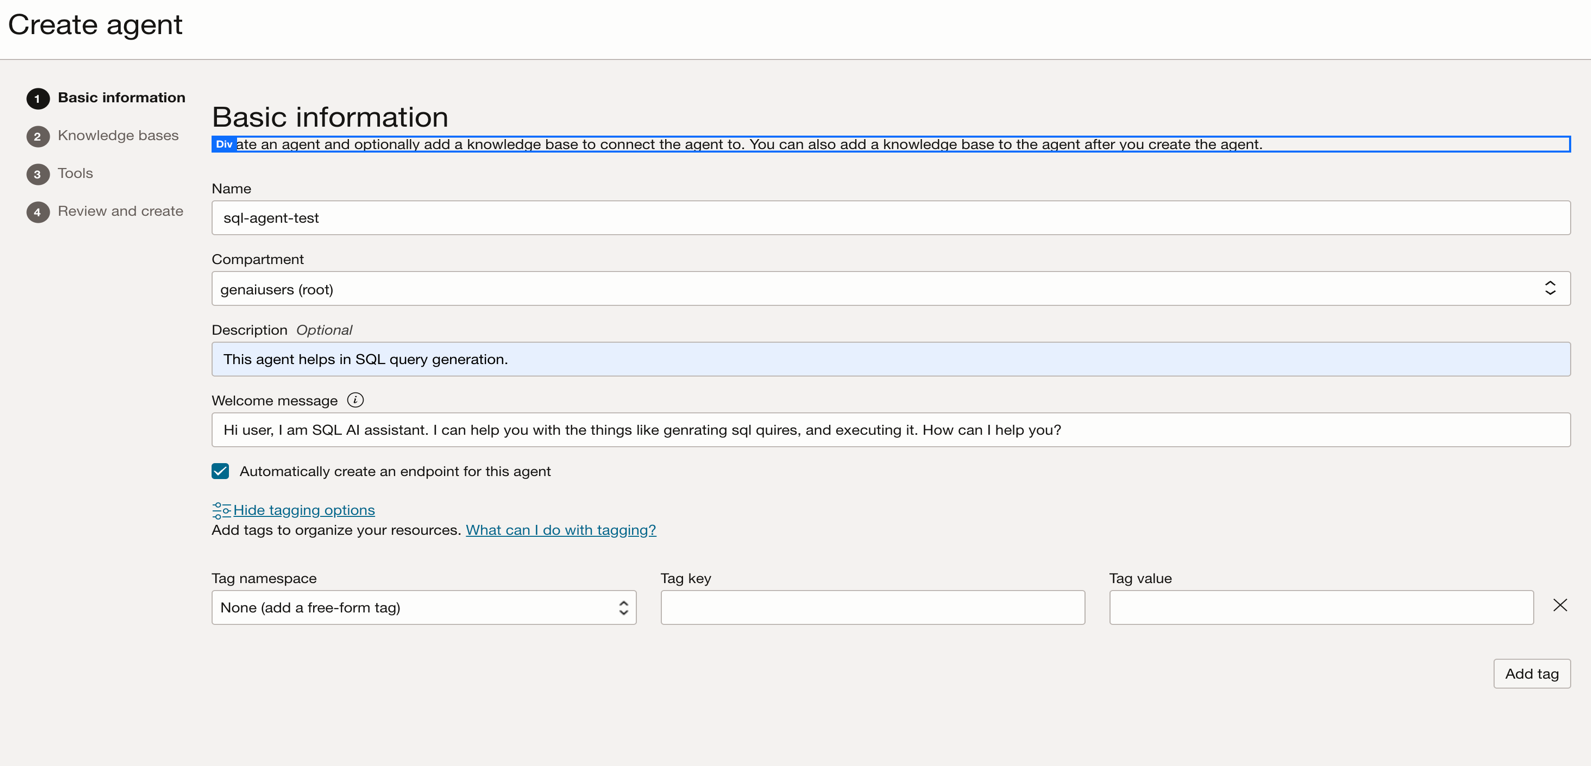 Create agent
1 Basic information
2 Knowledge bases
3 Tools
4 Review and create
Basic information
Div ate an agent and optionally add a knowledge base to connect the agent to. You can also add a knowledge base to the agent after you create the agent.
Name
sql-agent-test
Compartment
genaiusers (root)
Description Optional
This agent helps in SQL query generation.
Welcome message i
Hi user, I am SQL AI assistant. I can help you with the things like genrating sql quires, and executing it. How can I help you?
Automatically create an endpoint for this agent
Hide tagging options
Add tags to organize your resources. What can I do with tagging?
Tag namespace Tag key Tag value
None (add a free-form tag)
Add tag